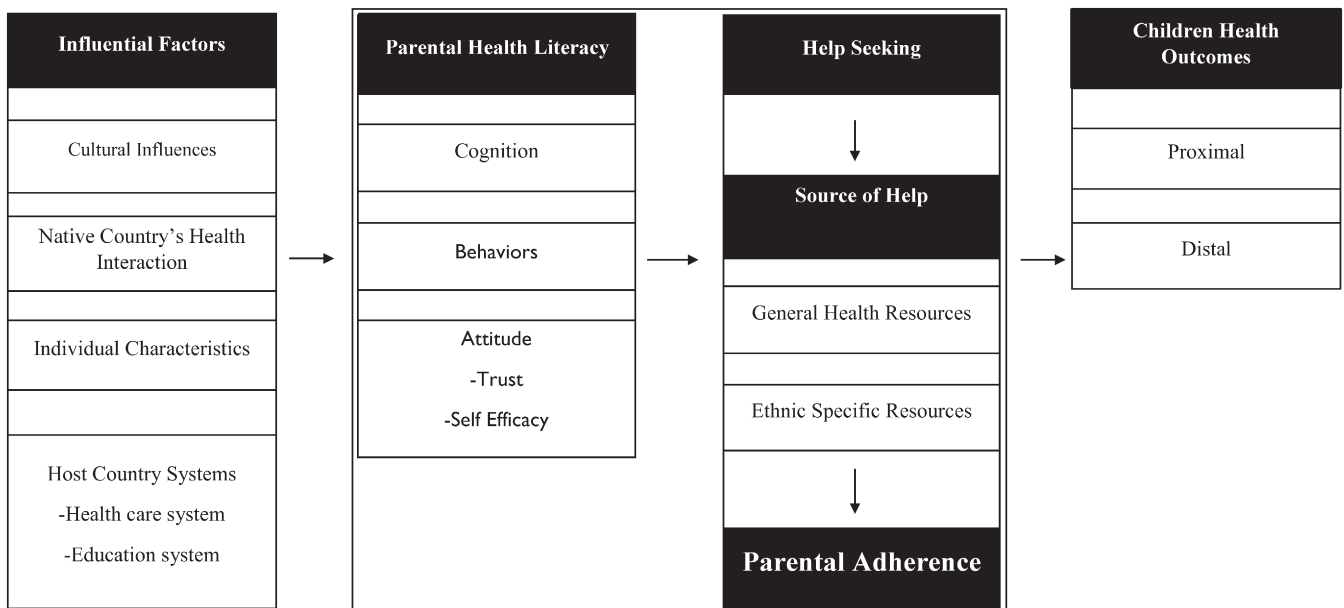 Influential Factors
Cultural Influences
Native Country’s Health
Interaction
Individual Characteristics
Host Country Systems
-Health care system
-Education system
Parental Health Literacy
Cognition
Behaviors
Attitude
-Trust
-Self Efficacy
Help Seeking
Source of Help
General Health Resources
Ethnic Specific Resources
Parental Adherence
Children Health
Outcomes
Proximal
Distal